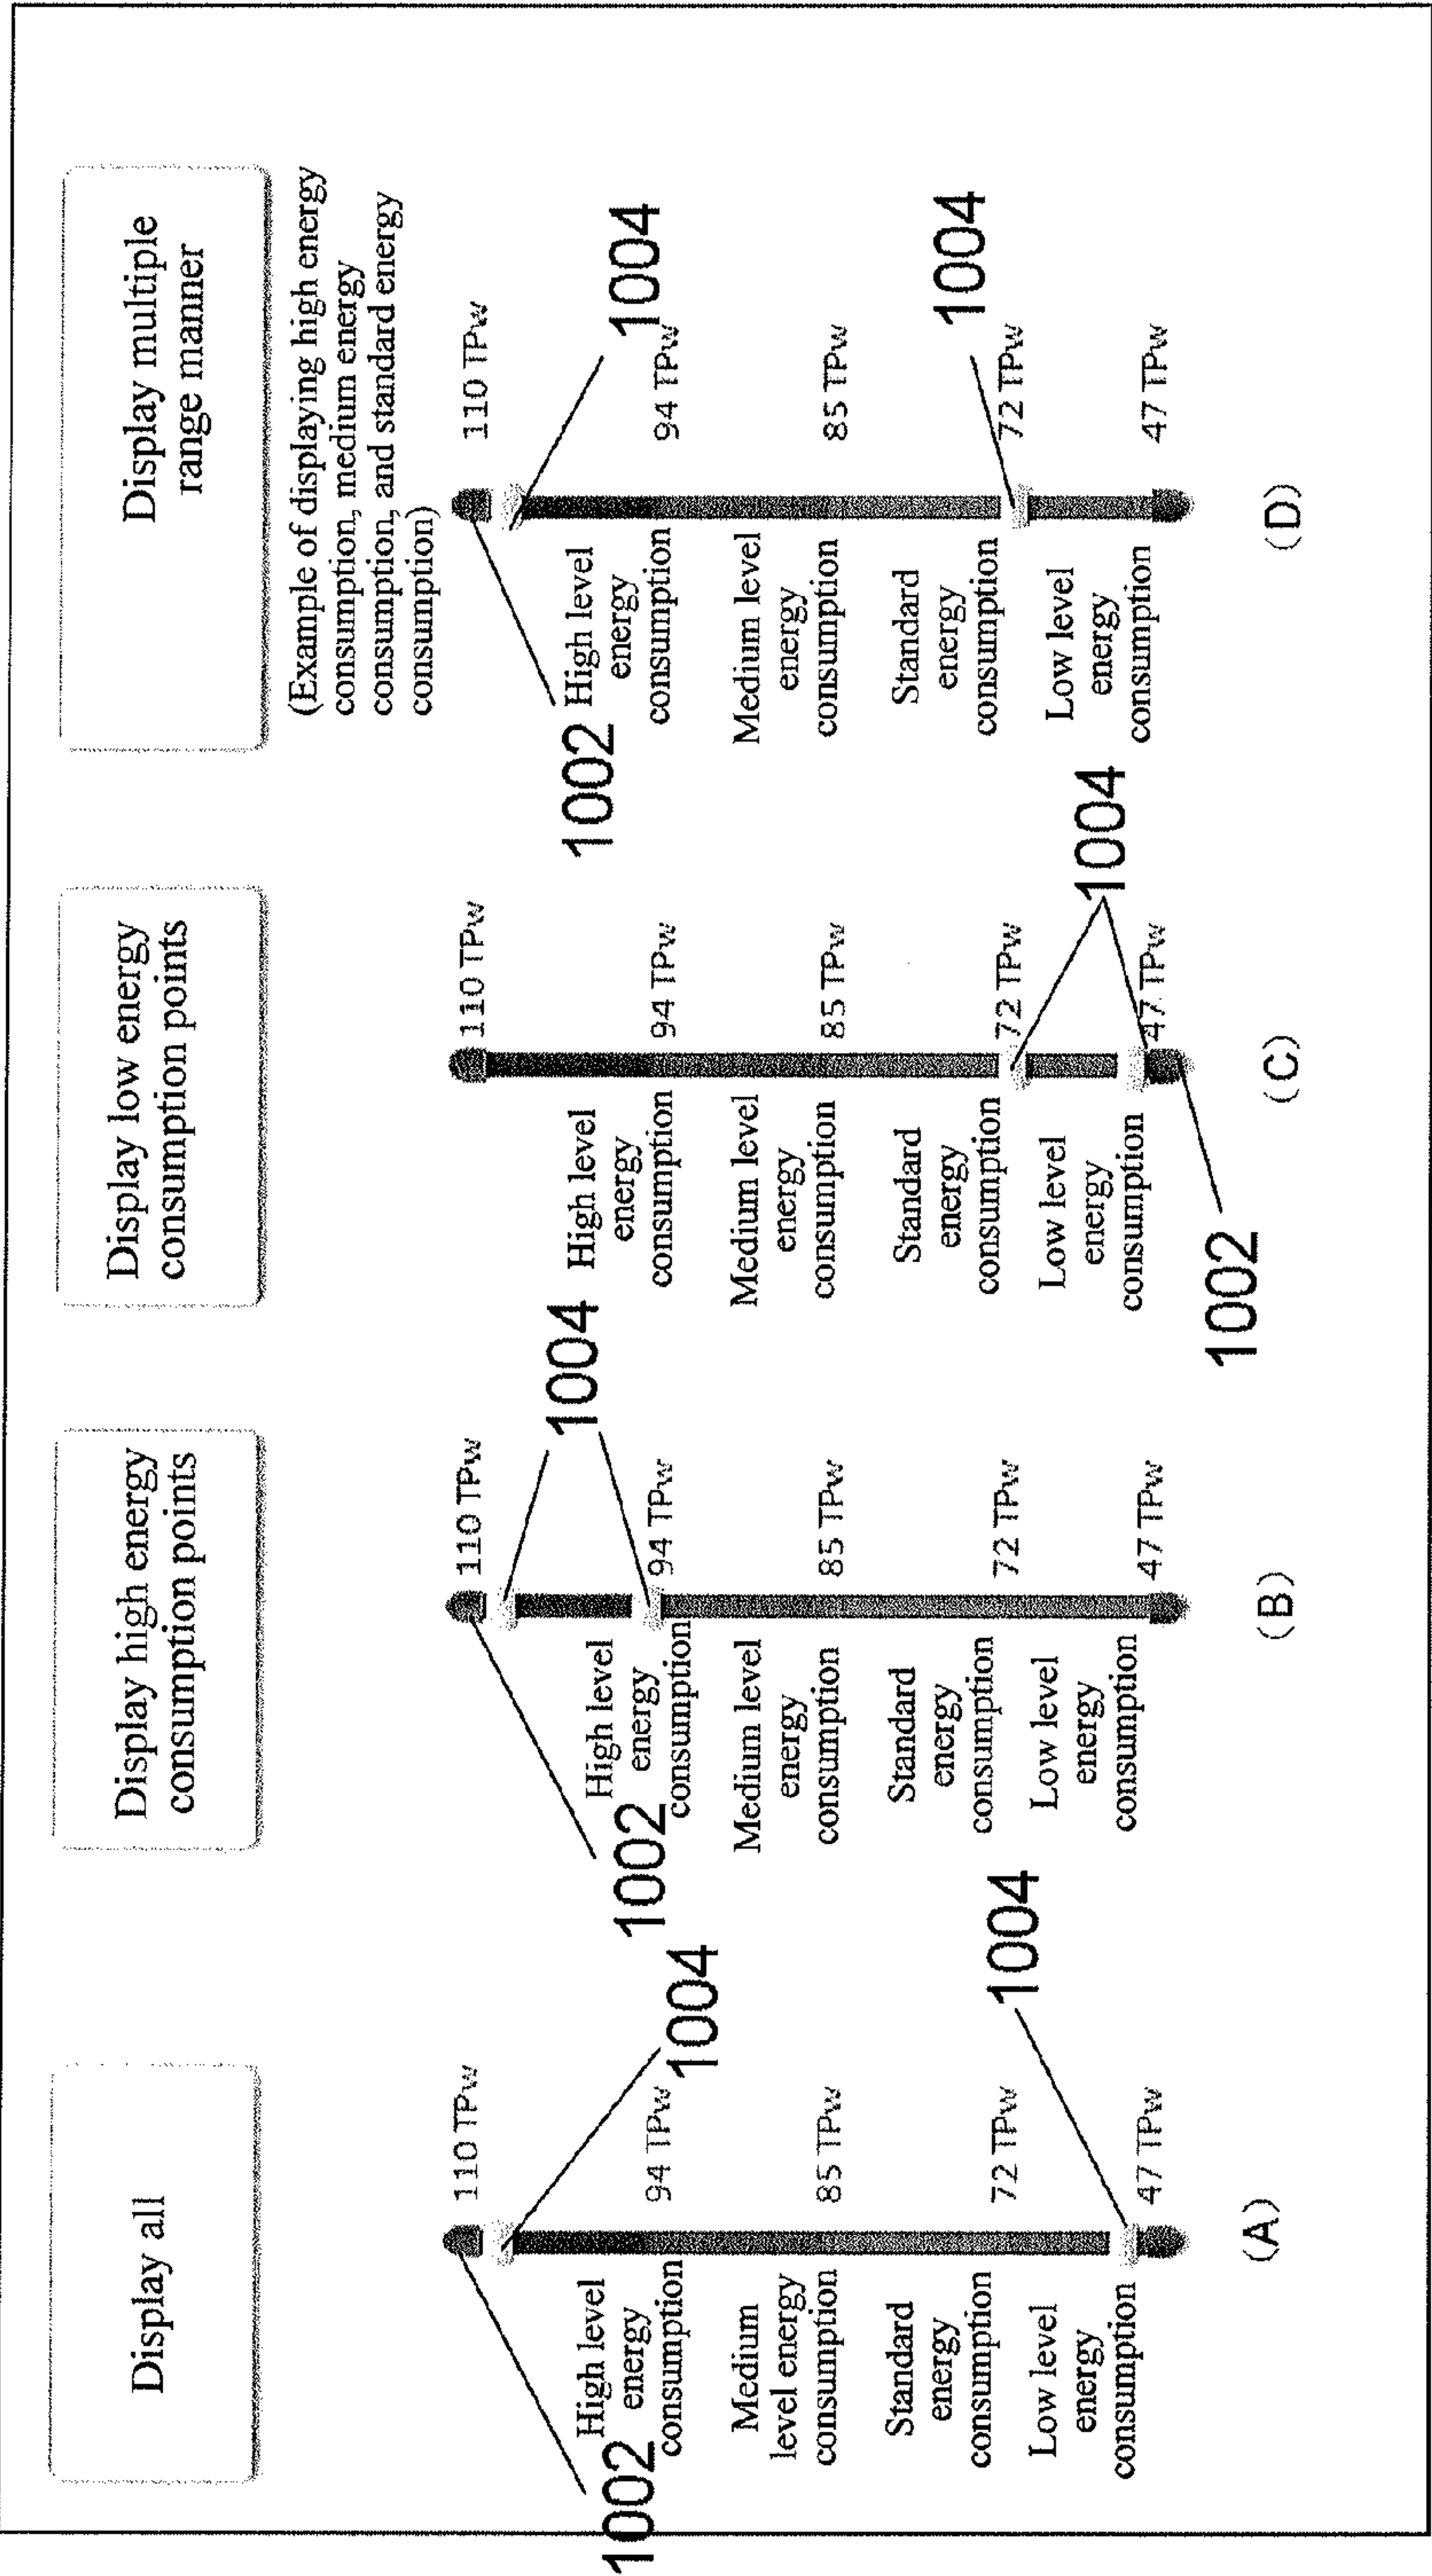 Display all
1002
1004
110 TPw
High level
energy
consumption
94 TPw
Medium
level energy
consumption
85 TPw
Standard
energy
consumption
72 TPw
1004
Low level
energy
consumption
47 TPw
(A)
Display high energy
consumption points
1002
1004
110 TPw
High level
energy
consumption
94 TPw
Medium level
energy
consumption
85 TPw
Standard
energy
consumption
72 TPw
Low level
energy
consumption
47 TPw
(B)
Display low energy
consumption points
110 TPw
High level
energy
consumption
94 TPw
Medium level
energy
consumption
85 TPw
Standard
energy
consumption
72 TPw
1004
Low level
energy
consumption
47 TPw
1002
(C)
Display multiple
range manner
(Example of displaying high energy
consumption, medium energy
consumption, and standard energy
consumption)
110 TPw
1002
1004
High level
energy
consumption
94 TPw
Medium level
energy
consumption
85 TPw
Standard
energy
consumption
1004
72 TPw
Low level
energy
consumption
47 TPw
(D)